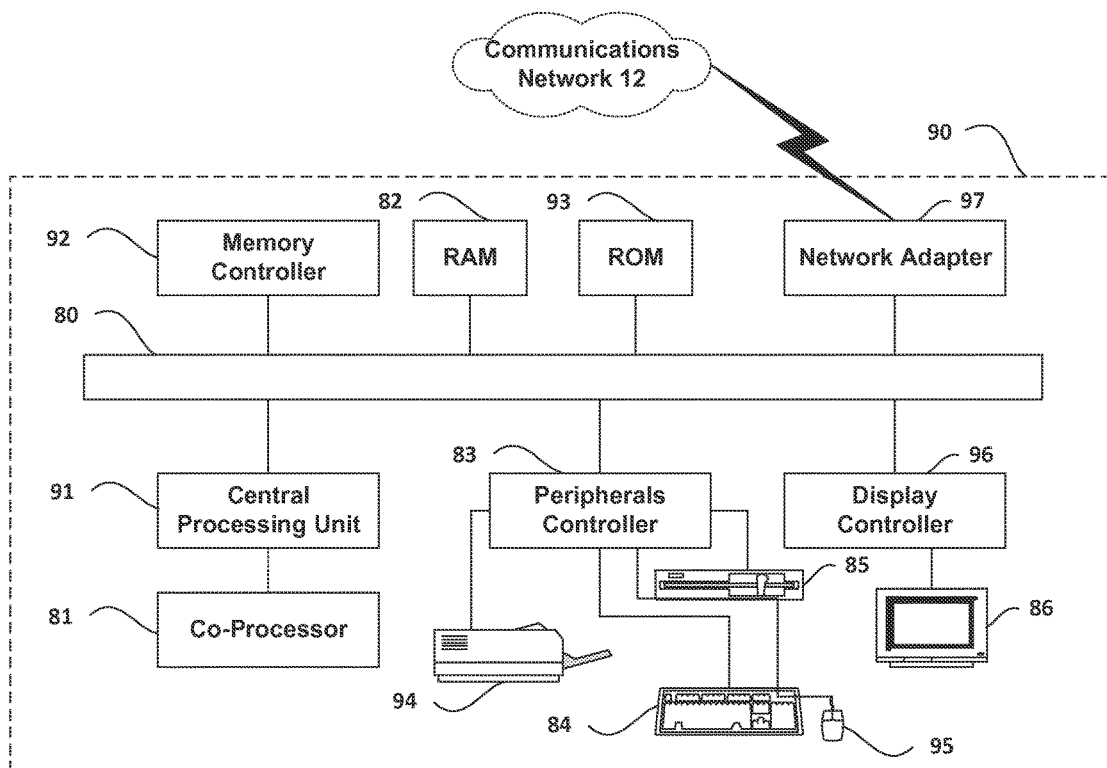 Communications
Network 12
90
82
93
97
92
Memory
Controller
RAM
ROM
Network Adapter
80
83
96
91
Central
Processing Unit
Peripherals
Controller
Display
Controller
85
81
Co-Processor
86
94
84
95